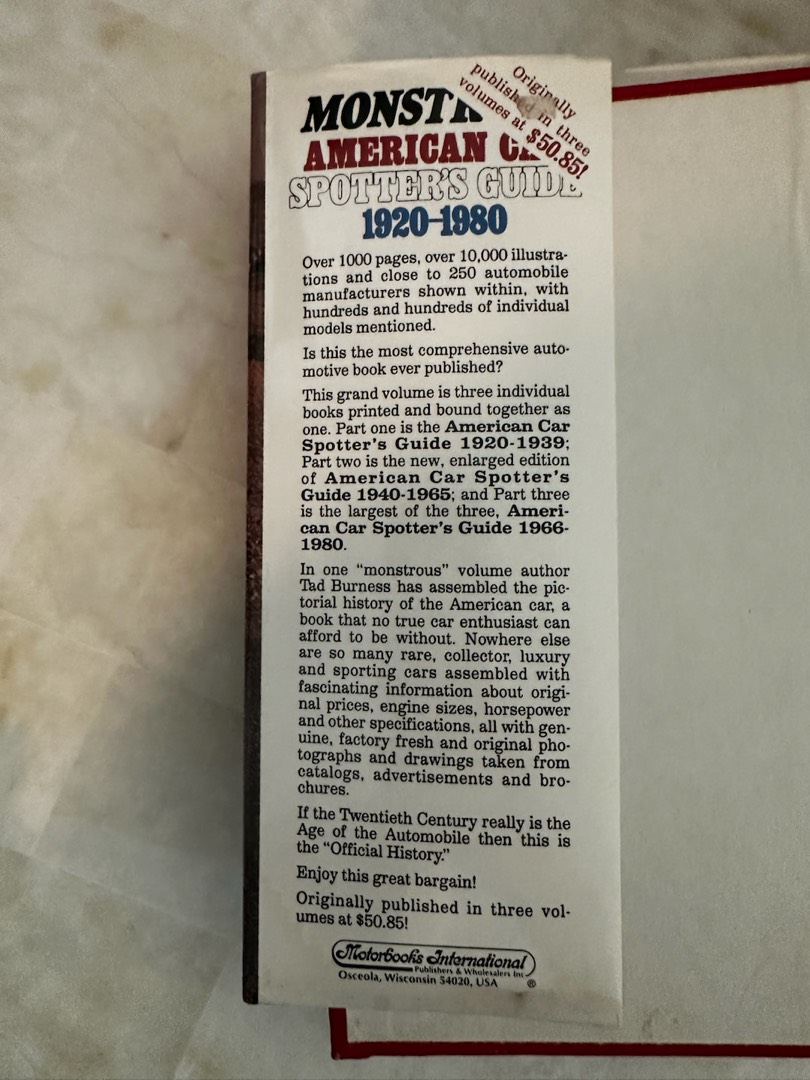 Originally
published in three
volumes at $50.85!
AMERICAN
SPOTTER'S GUIDE
1920-1980
Over 1000 pages, over 10,000 illustra-
tions and close to 250 automobile
manufacturers shown within, with
hundreds and hundreds of individual
models mentioned.
Is this the most comprehensive auto-
motive book ever published?
This grand volume is three individual
books printed and bound together as
one. Part one is the American Car
Spotter's Guide 1920-1939;
Part two is the new, enlarged edition
of American Car Spotter's
Guide 1940-1965; and Part three
is the largest of the three, Ameri-
can Car Spotter's Guide 1966-
1980.
In one “monstrous” volume author
Tad Burness has assembled the pic-
torial history of the American car, a
book that no true car enthusiast can
afford to be without. Nowhere else
are so many rare, collector, luxury
and sporting cars assembled with
fascinating information about origi-
nal prices, engine sizes, horsepower
and other specifications, all with gen-
uine, factory fresh and original pho-
tographs and drawings taken from
catalogs, advertisements and bro-
chures.
If the Twentieth Century really is the
Age of the Automobile then this is
the “Official History.”
Enjoy this great bargain!
Originally published in three vol-
umes at $50.85!
Motorbooks International
Publishers & Wholesalers Inc
Osceola, Wisconsin 54020, USA ®